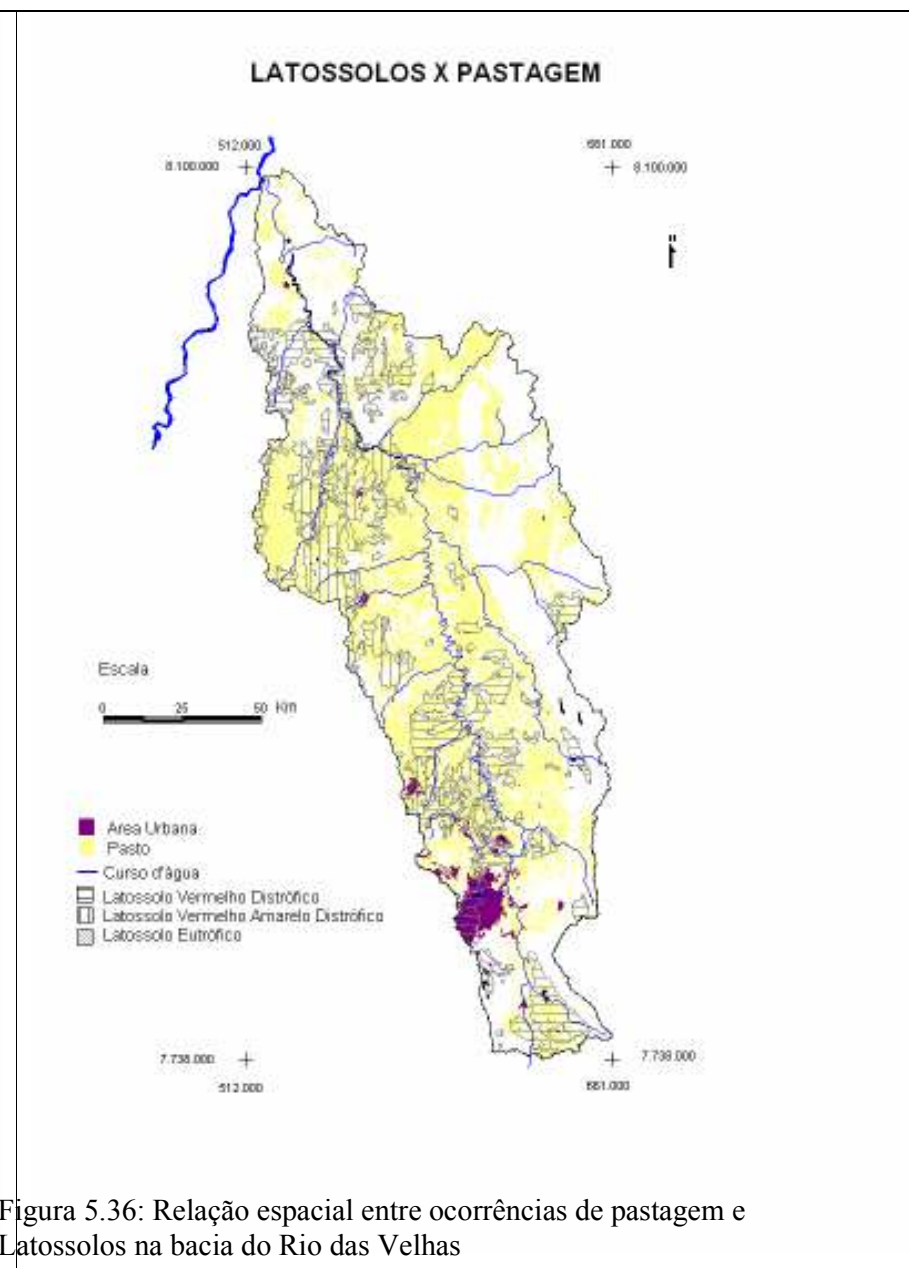 LATOSSOLOS X PASTAGEM
512.000
661.000
8.100.000
8.100.000
Escala
0 25 50 Km
Area Urbana
Pasto
Curso d'àgua
Latossolo Vermelho Distrófico
Latossolo Vermelho Amarelo Distrófico
Latossolo Eutrófico
7.738.000
7.738.000
512.000
661.000
Figura 5.36: Relação espacial entre ocorrências de pastagem e
Latossolos na bacia do Rio das Velhas